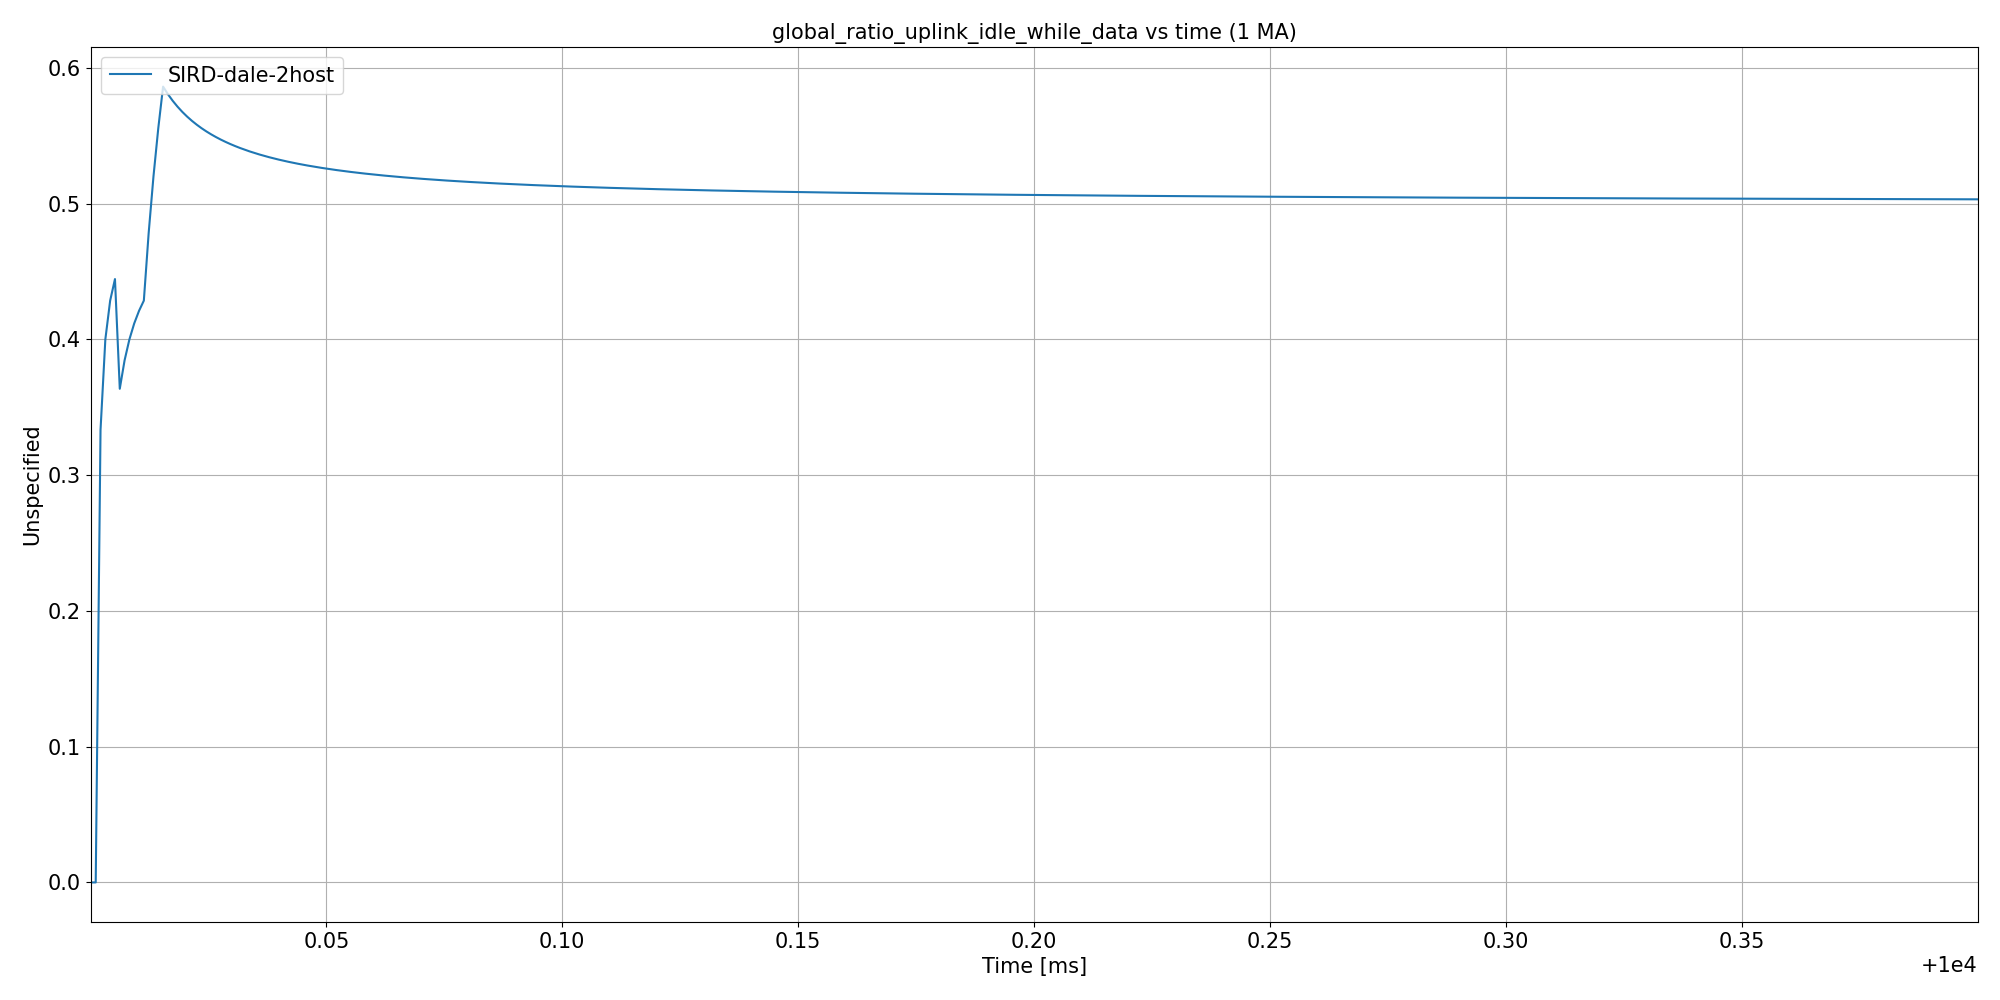 global_ratio_uplink_idle_while_data vs time (1 MA)
SIRD-dale-2host
0.6
0.5
0.4
0.3
0.2
0.1
0.0
Unspecified
0.05
0.10
0.15
0.20
0.25
0.30
0.35
Time [ms]
+1e4